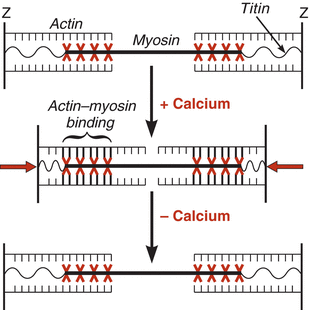 Z
Z
Titin
Actin
Myosin
+ Calcium
Actin–myosin
binding
– Calcium